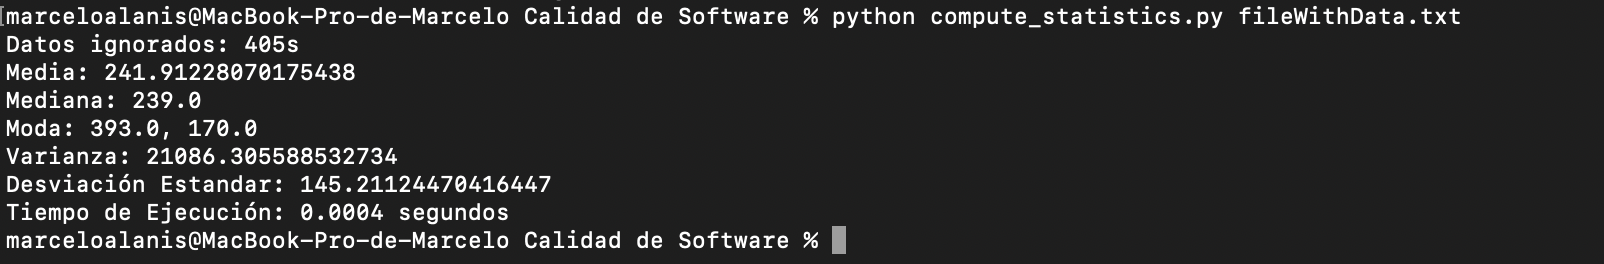 marceloalanis@MacBook-Pro-de-Marcelo Calidad de Software % python compute_statistics.py fileWithData.txt
Datos ignorados: 405s
Media: 241.91228070175438
Mediana: 239.0
Moda: 393.0, 170.0
Varianza: 21086.305588532734
Desviación Estandar: 145.21124470416447
Tiempo de Ejecución: 0.0004 segundos
marceloalanis@MacBook-Pro-de-Marcelo Calidad de Software %